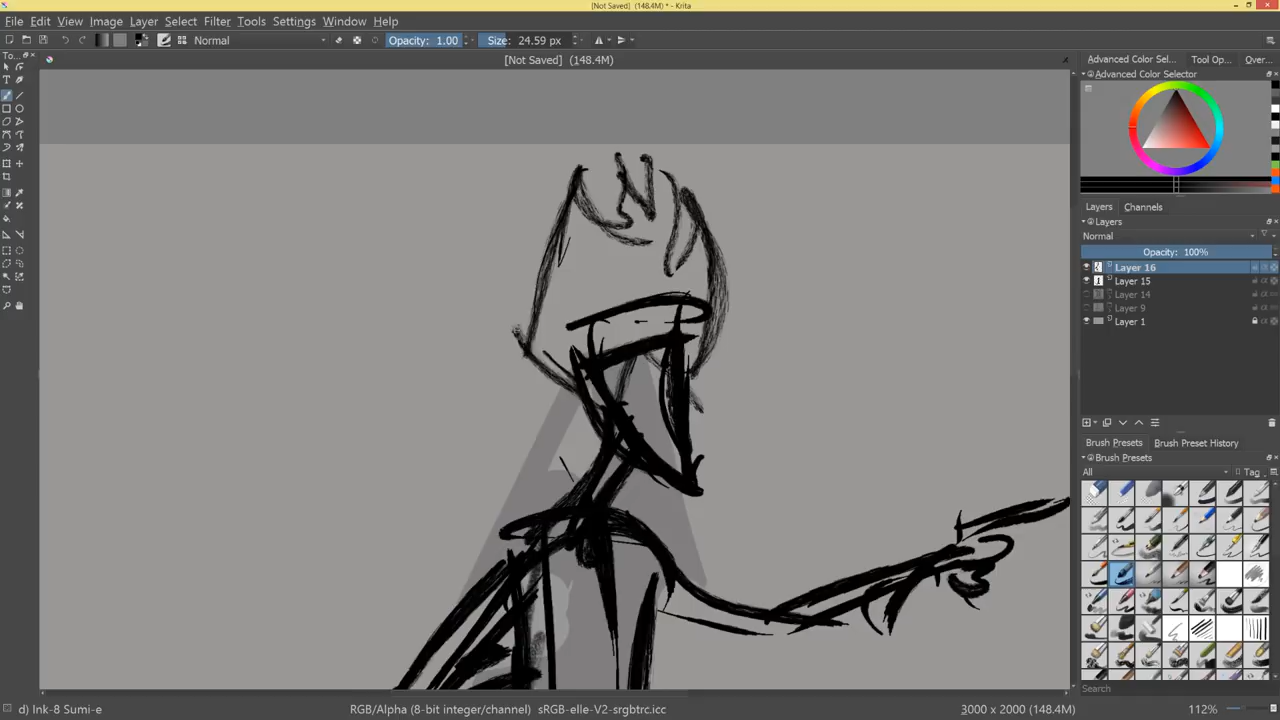 [Not Saved] (148.4M) * - Krita
File Edit View Image Layer Select Filter Tools Settings Window Help
Normal Opacity: 1.00 Size: 24.59 px
To...
[Not Saved] (148.4M)
Advanced Color Sel... Tool Op... Over...
Advanced Color Selector
Layers Channels
Layers
Normal
Opacity: 100%
Layer 16
Layer 15
Layer 14
Layer 9
Layer 1
Brush Presets Brush Preset History
Brush Presets
All Tag
Search
d) Ink-8 Sumi-e RGB/Alpha (8-bit integer/channel) sRGB-elle-V2-srgbtrc.icc 3000 x 2000 (148.4M) 112%